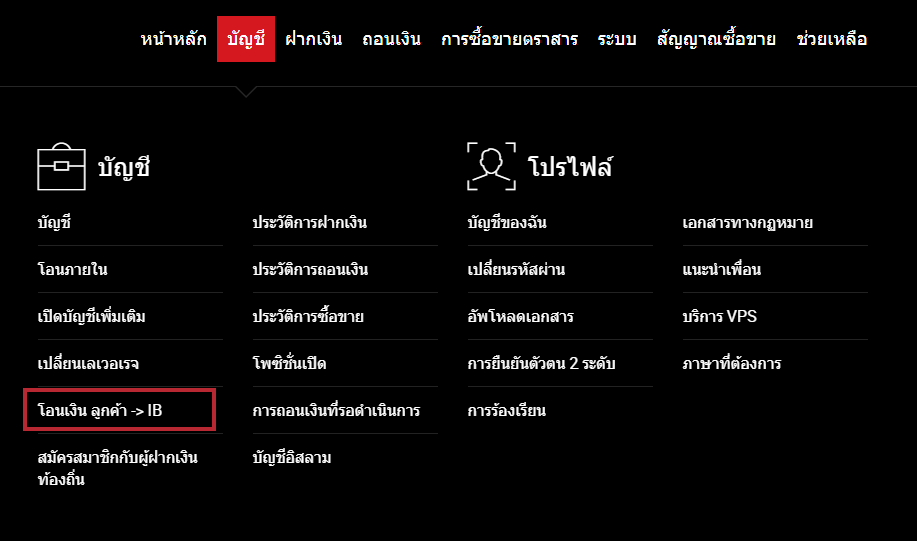 หน้าหลัก บัญชี ฝากเงิน ถอนเงิน การซื้อขายตราสาร ระบบ สัญญาณซื้อขาย ช่วยเหลือ
บัญชี
บัญชี
โอนภายใน
เปิดบัญชีเพิ่มเติม
เปลี่ยนเลเวอเรจ
โอนเงิน ลูกค้า -> IB
สมัครสมาชิกกับผู้ฝากเงิน
ท้องถิ่น
ประวัติการฝากเงิน
ประวัติการถอนเงิน
ประวัติการซื้อขาย
โพซิชั่นเปิด
การถอนเงินที่รอดำเนินการ
บัญชีอิสลาม
โปรไฟล์
บัญชีของฉัน
เปลี่ยนรหัสผ่าน
อัพโหลดเอกสาร
การยืนยันตัวตน 2 ระดับ
การร้องเรียน
เอกสารทางกฎหมาย
แนะนำเพื่อน
บริการ VPS
ภาษาที่ต้องการ